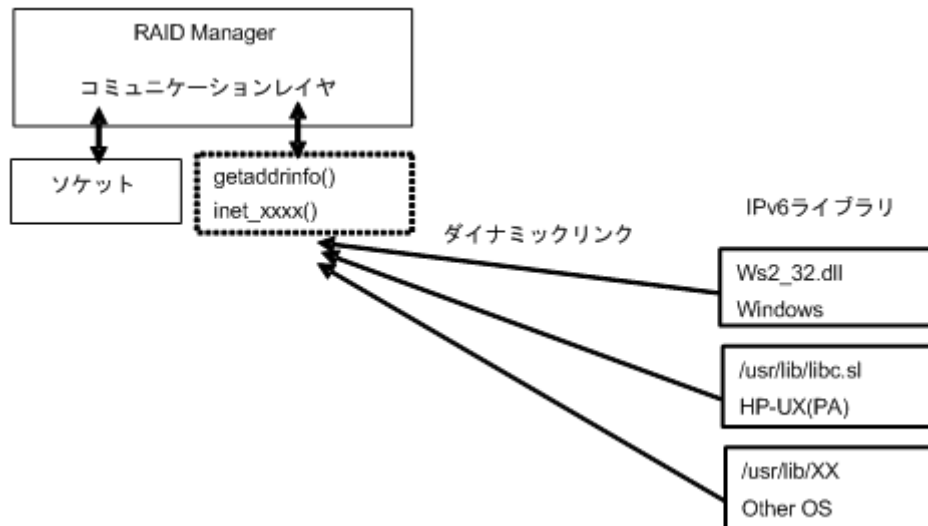 RAID Manager
コミュニケーションレイヤ
ソケット
getaddrinfo()
inet_xxxx()
ダイナミックリンク
IPv6ライブラリ
Ws2_32.dll
Windows
/usr/lib/libc.sl
HP-UX(PA)
/usr/lib/XX
Other OS